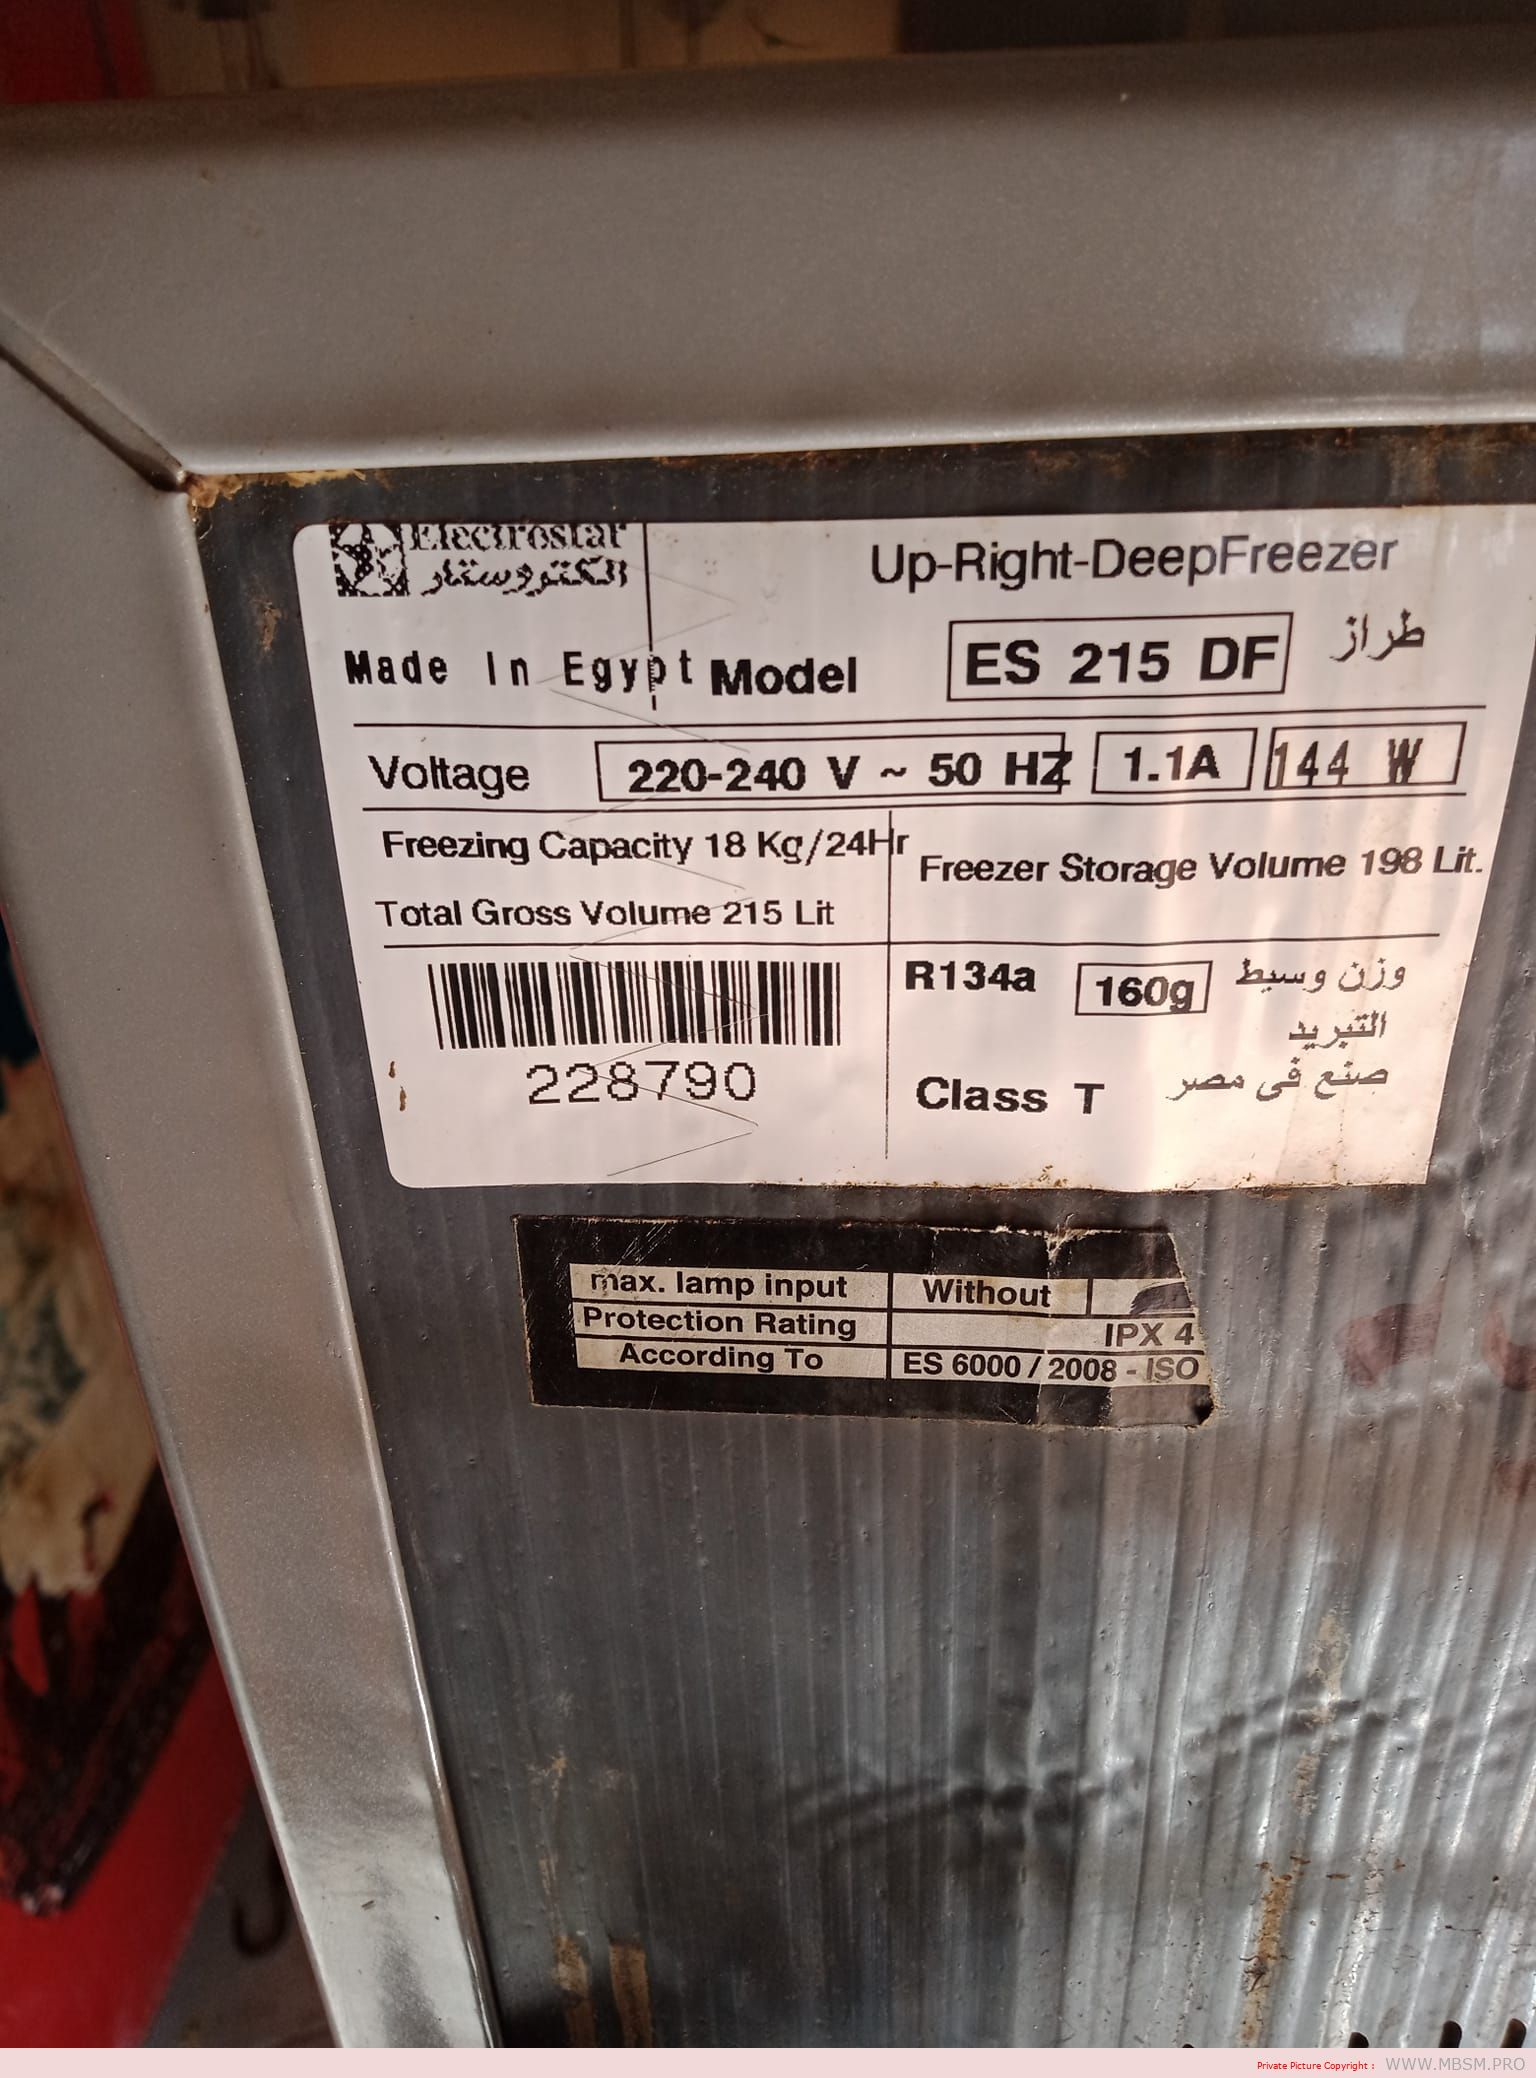 Electrostar
الكتروستار
Up-Right-DeepFreezer
Made In Egypt
Model ES 215 DF طراز
Voltage 220-240 V ~ 50 HZ 1.1A 144 W
Freezing Capacity 18 Kg/24Hr
Freezer Storage Volume 198 Lit.
Total Gross Volume 215 Lit
228790
R134a 160g وزن وسيط
التبريد
Class T صنع فى مصر
max. lamp input Without
Protection Rating IPX 4
According To ES 6000 / 2008 - ISO
Private Picture Copyright : WWW.MBSM.PRO